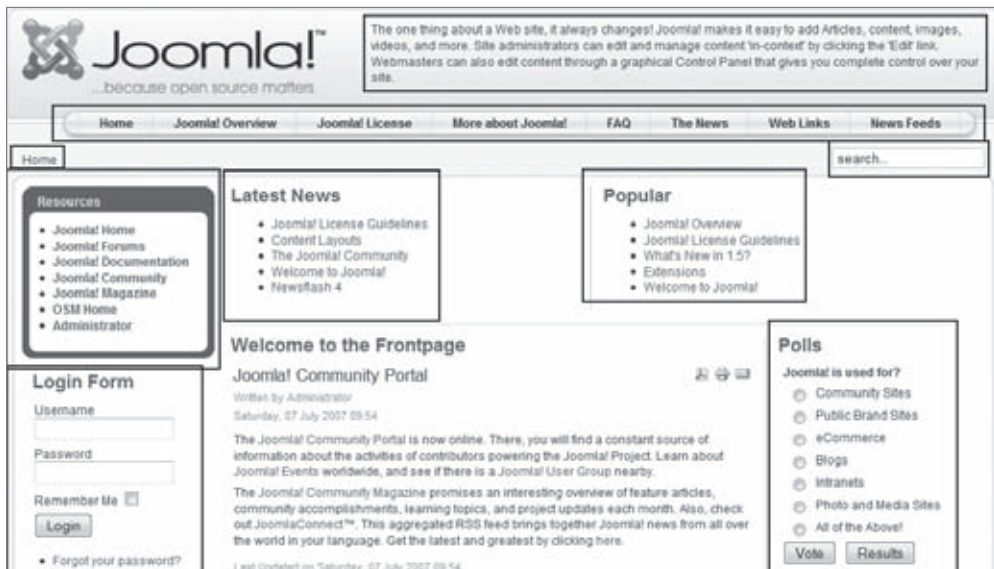 Joomla!™
...because open source matters
The one thing about a Web site, it always changes! Joomla! makes it easy to add Articles, content, images,
videos, and more. Site administrators can edit and manage content 'in-context' by clicking the 'Edit' link.
Webmasters can also edit content through a graphical Control Panel that gives you complete control over your
site.
Home Joomla! Overview Joomla! License More about Joomla! FAQ The News Web Links News Feeds
Home
search...
Resources
Joomla! Home
Joomla! Forums
Joomla! Documentation
Joomla! Community
Joomla! Magazine
OSM Home
Administrator
Latest News
Joomla! License Guidelines
Content Layouts
The Joomla! Community
Welcome to Joomla!
Newsflash 4
Popular
Joomla! Overview
Joomla! License Guidelines
What's New in 1.5?
Extensions
Welcome to Joomla!
Login Form
Username
Password
Remember Me
Login
Forgot your password?
Welcome to the Frontpage
Joomla! Community Portal
Written by Administrator
Saturday, 07 July 2007 09:54
The Joomla! Community Portal is now online. There, you will find a constant source of
information about the activities of contributors powering the Joomla! Project. Learn about
Joomla! Events worldwide, and see if there is a Joomla! User Group nearby.
The Joomla! Community Magazine promises an interesting overview of feature articles,
community accomplishments, learning topics, and project updates each month. Also, check
out JoomlaConnect™. This aggregated RSS feed brings together Joomla! news from all over
the world in your language. Get the latest and greatest by clicking here.
Last Updated on Saturday, 07 July 2007 09:54
Polls
Joomla! is used for?
Community Sites
Public Brand Sites
eCommerce
Blogs
Intranets
Photo and Media Sites
All of the Above!
Vote Results